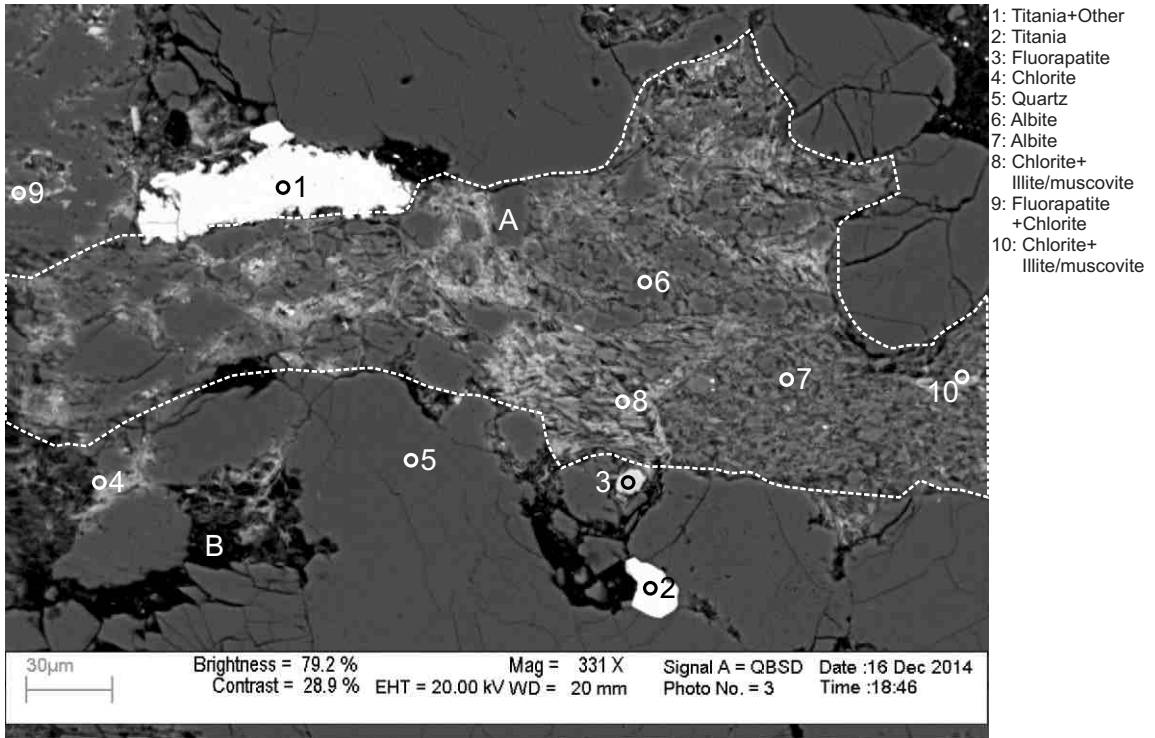 1: Titania+Other
2: Titania
3: Fluorapatite
4: Chlorite
5: Quartz
6: Albite
7: Albite
8: Chlorite+
Illite/muscovite
9: Fluorapatite
+Chlorite
10: Chlorite+
Illite/muscovite
9
1
A
6
7
10
8
5
4
3
B
2
30µm
Brightness = 79.2 %
Mag = 331 X
Signal A = QBSD
Date :16 Dec 2014
Contrast = 28.9 %
EHT = 20.00 kV
WD = 20 mm
Photo No. = 3
Time :18:46